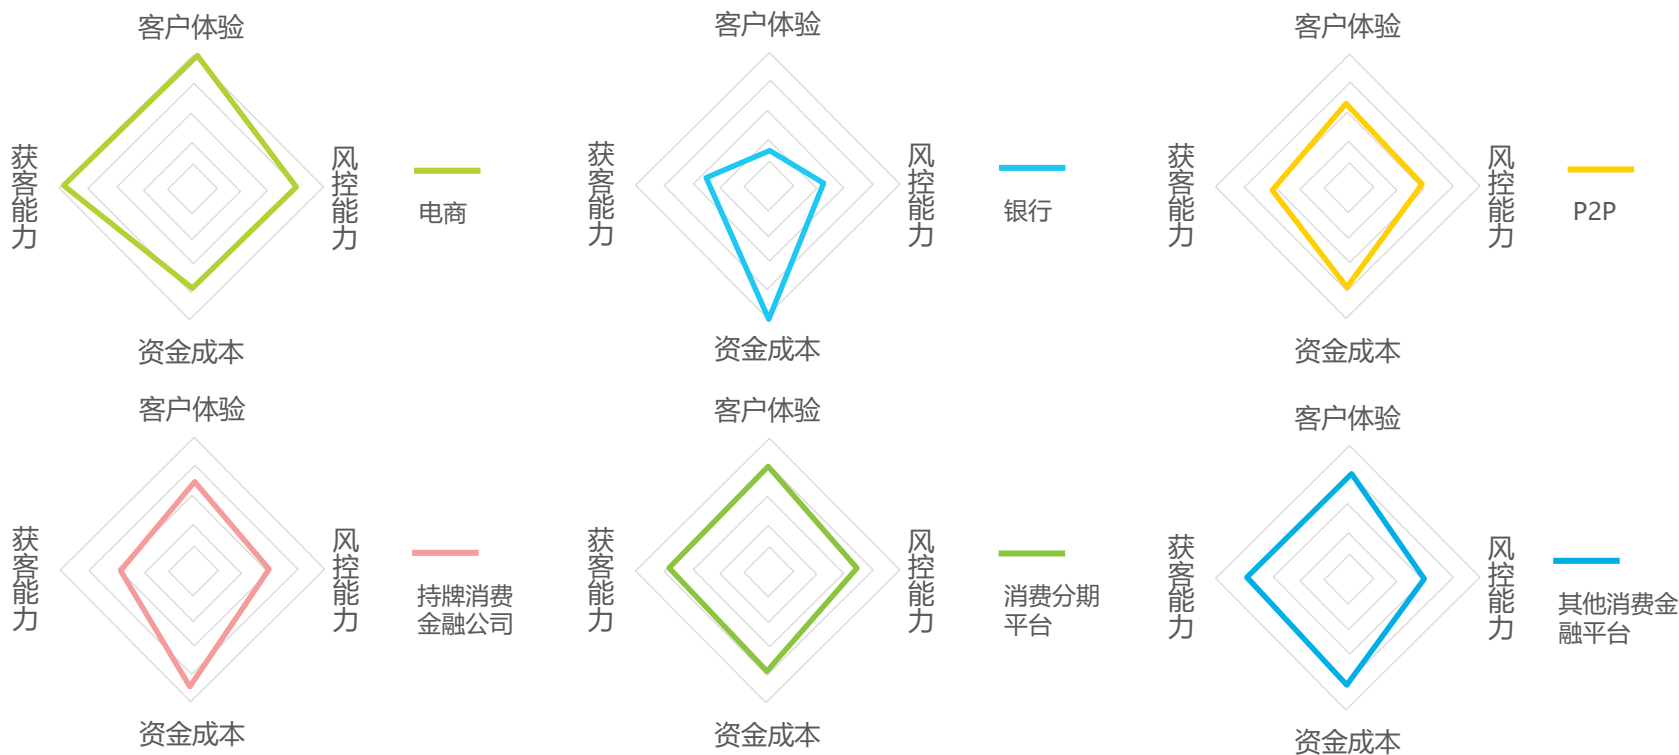 客户体验
获客能力
风控能力
资金成本
电商
客户体验
获客能力
风控能力
资金成本
银行
客户体验
获客能力
风控能力
资金成本
P2P
客户体验
获客能力
风控能力
资金成本
持牌消费
金融公司
客户体验
获客能力
风控能力
资金成本
消费分期
平台
客户体验
获客能力
风控能力
资金成本
其他消费金
融平台